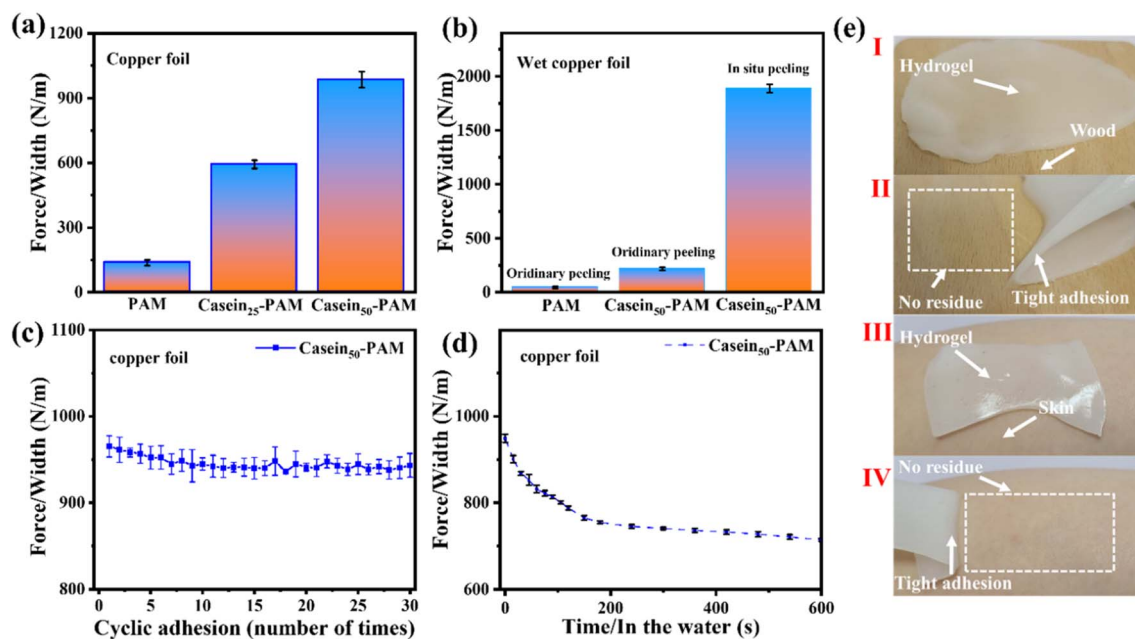 (a)
1200
900
600
300
0
Force/Width (N/m)
Copper foil
PAM
Casein₂₅-PAM
Casein₅₀-PAM
(b)
2000
1750
1500
1250
1000
750
500
250
0
Force/Width (N/m)
Wet copper foil
In situ peeling
Oridinary peeling
Oridinary peeling
PAM
Casein₅₀-PAM
Casein₅₀-PAM
(c)
1100
1000
900
800
Force/Width (N/m)
Casein₅₀-PAM
copper foil
0
5
10
15
20
25
30
Cyclic adhesion (number of times)
(d)
1000
800
600
Force/Width (N/m)
Casein₅₀-PAM
copper foil
0
200
400
600
Time/In the water (s)
(e)
I
Hydrogel
Wood
II
No residue
Tight adhesion
III
Hydrogel
Skin
IV
No residue
Tight adhesion